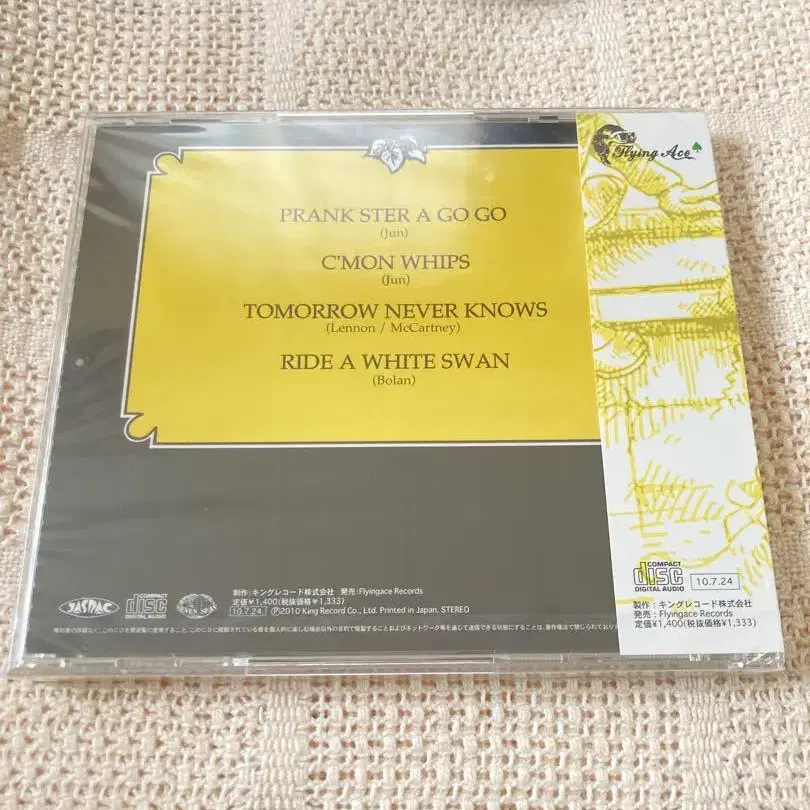 PRANK STER A GO GO
(Jun)
C'MON WHIPS
(Jun)
TOMORROW NEVER KNOWS
(Lennon / McCartney)
RIDE A WHITE SWAN
(Bolan)
Flying Ace
JASRAC
COMPACT
disc
DIGITAL AUDIO
SEVEN SEAS
制作:キングレコード株式会社 発売:Flyingace Records
定価¥1,400(税抜価格¥1,333)
10.7.24 Ⓟ2010 King Record Co., Ltd. Printed in Japan. STEREO
COMPACT
disc
DIGITAL AUDIO
10.7.24
製作:キングレコード株式会社
発売:Flyingace Records
定価¥1,400(税抜価格¥1,333)